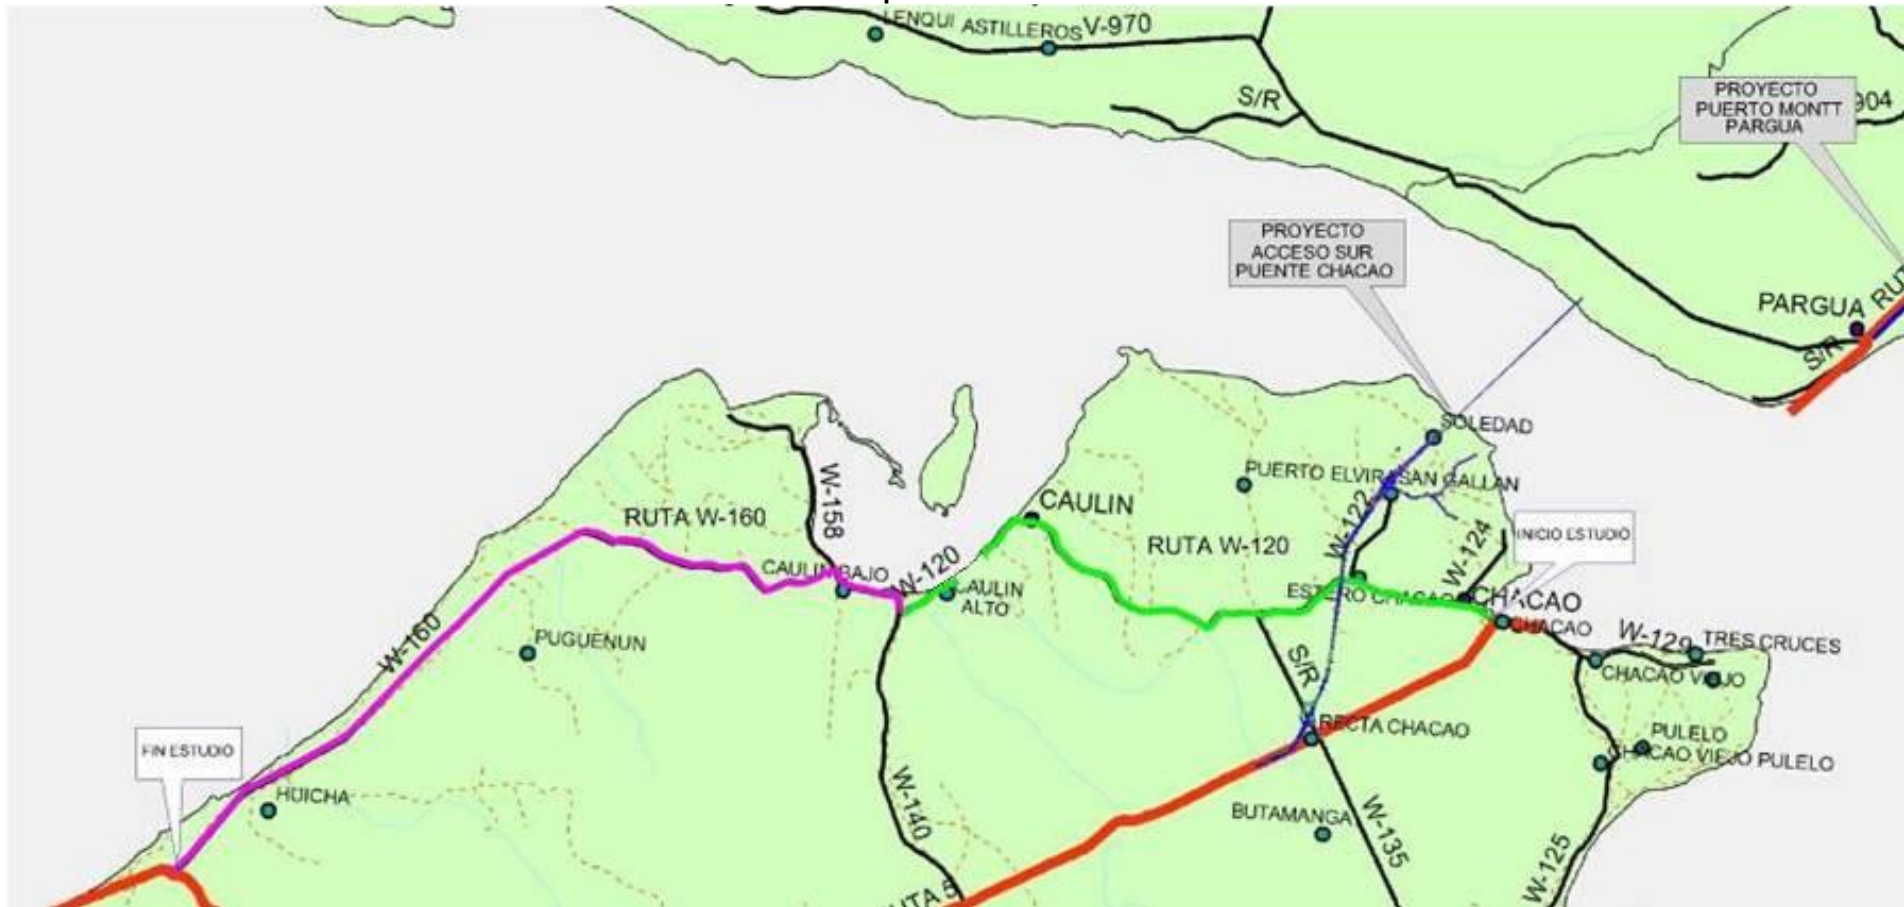 LENQUI ASTILLEROS
V-970
S/R
PROYECTO
PUERTO MONTT
PARGUA
904
PROYECTO
ACCESO SUR
PUENTE CHACAO
PARGUA
RUT
S/R
SOLEDAD
PUERTO ELVIRA
SAN GALLAN
CAULIN
RUTA W-160
W-158
W-122
RUTA W-120
W-124
INICIO ESTUDIO
CAULIN BAJO
W-120
CAULIN
ALTO
ESTERO CHACAO
CHACAO
CHACAO
W-129
TRES CRUCES
W-160
PUGUENUN
S/R
CHACAO VIEJO
RECTA CHACAO
PULELO
CHACAO VIEJO PULELO
FIN ESTUDIO
HUICHA
W-140
BUTAMANGA
W-135
W-125
UTA 5